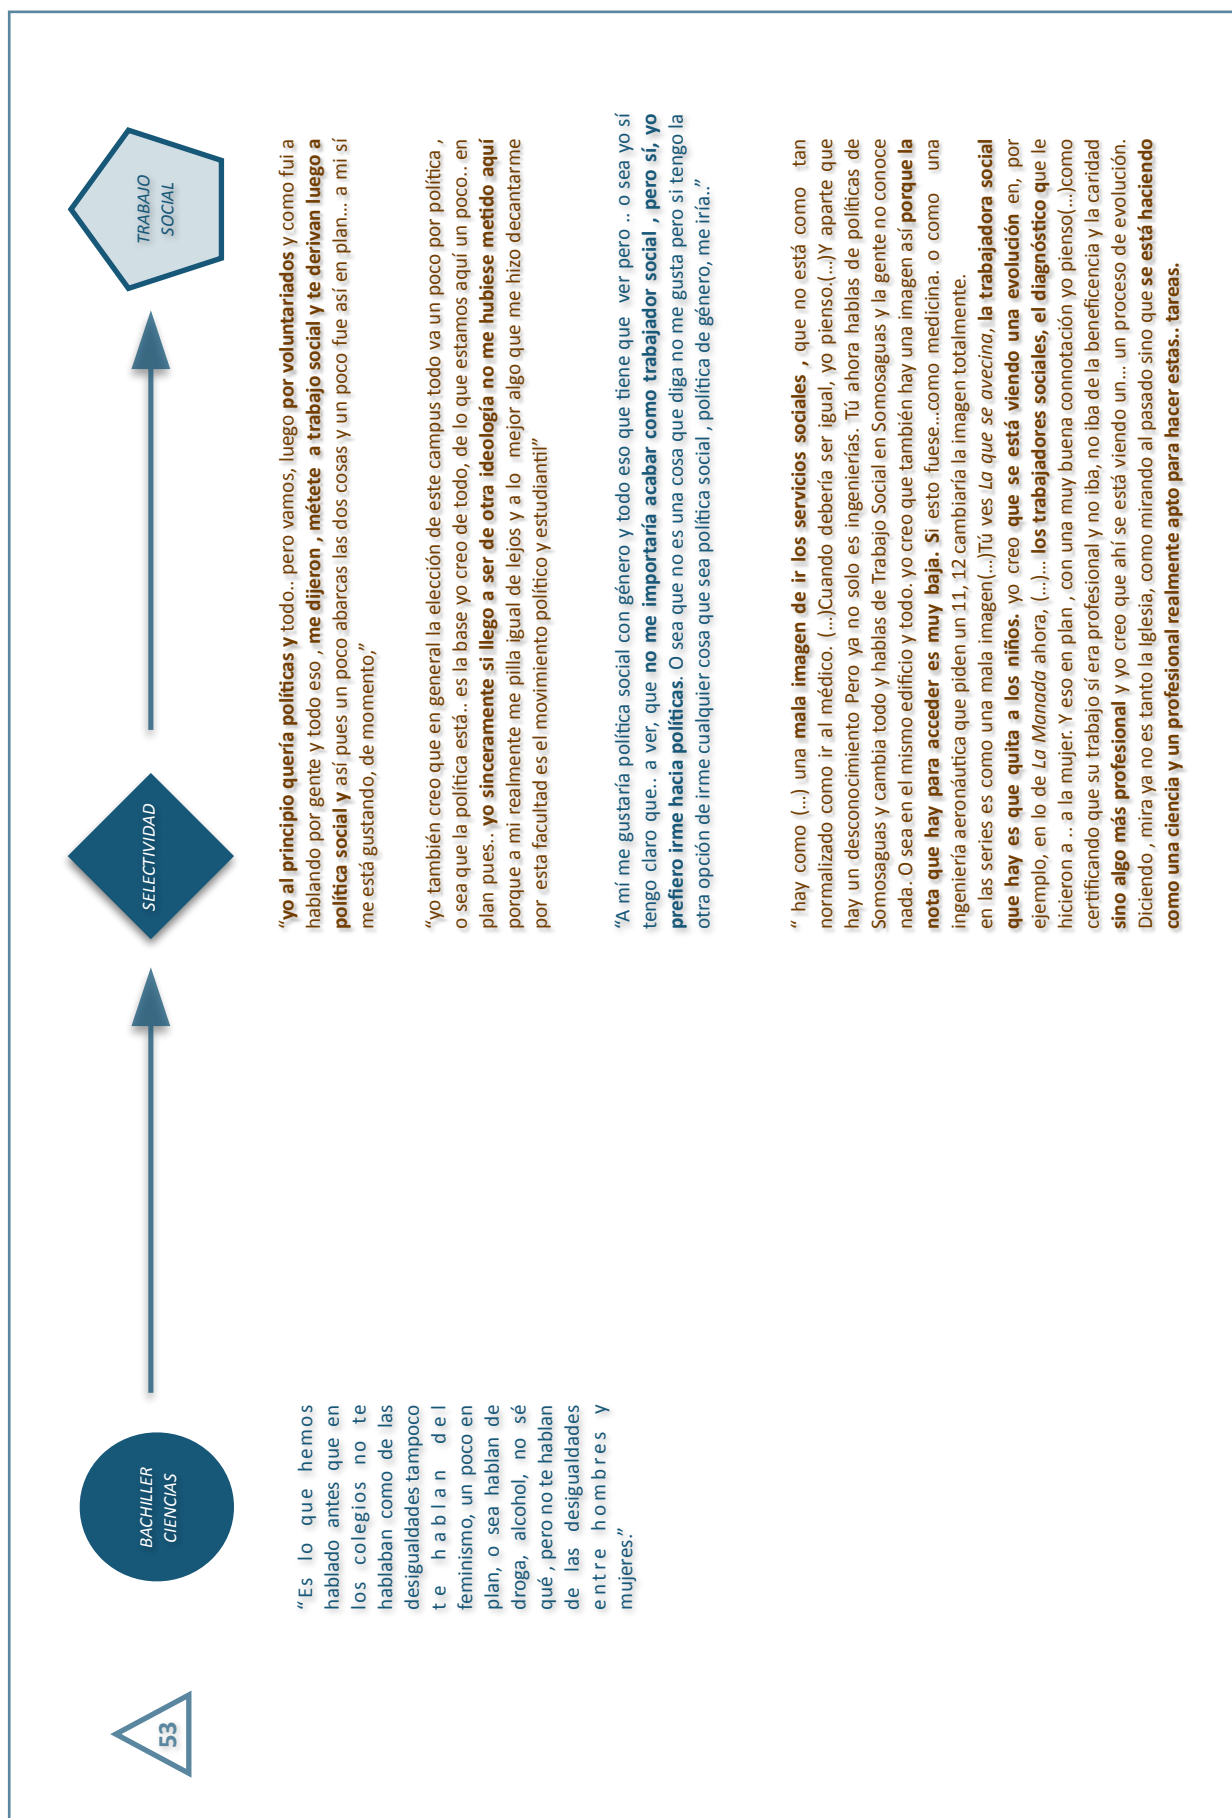 53
BACHILLER
CIENCIAS
SELECTIVIDAD
TRABAJO
SOCIAL
“Es lo que hemos
hablado antes que en
los colegios no te
hablaban como de las
desigualdades tampoco
te hablan del
feminismo, un poco en
plan, o sea hablan de
droga, alcohol, no sé
qué , pero no te hablan
de las desigualdades
entre hombres y
mujeres.”
“yo al principio quería políticas y todo.. pero vamos, luego por voluntariados y como fui a
hablando por gente y todo eso , me dijeron , métete a trabajo social y te derivan luego a
política social y así pues un poco abarcas las dos cosas y un poco fue así en plan... a mi sí
me está gustando, de momento,”
“yo también creo que en general la elección de este campus todo va un poco por política ,
o sea que la política está.. es la base yo creo de todo, de lo que estamos aquí un poco.. en
plan pues.. yo sinceramente si llego a ser de otra ideología no me hubiese metido aquí
porque a mi realmente me pilla igual de lejos y a lo mejor algo que me hizo decantarme
por esta facultad es el movimiento político y estudiantil”
“A mí me gustaría política social con género y todo eso que tiene que ver pero .. o sea yo sí
tengo claro que.. a ver, que no me importaría acabar como trabajador social , pero sí, yo
prefiero irme hacia políticas. O sea que no es una cosa que diga no me gusta pero si tengo la
otra opción de irme cualquier cosa que sea política social , política de género, me iría..”
“ hay como (...) una mala imagen de ir los servicios sociales , que no está como tan
normalizado como ir al médico. (...)Cuando debería ser igual, yo pienso.(...)Y aparte que
hay un desconocimiento Pero ya no solo es ingenierías. Tú ahora hablas de políticas de
Somosaguas y cambia todo y hablas de Trabajo Social en Somosaguas y la gente no conoce
nada. O sea en el mismo edificio y todo. yo creo que también hay una imagen así porque la
nota que hay para acceder es muy baja. Si esto fuese...como medicina. o como una
ingeniería aeronáutica que piden un 11, 12 cambiaría la imagen totalmente.
en las series es como una mala imagen(...)Tú ves La que se avecina, la trabajadora social
que hay es que quita a los niños. yo creo que se está viendo una evolución en, por
ejemplo, en lo de La Manada ahora, (...)... los trabajadores sociales, el diagnóstico que le
hicieron a .. a la mujer. Y eso en plan , con una muy buena connotación yo pienso(...)como
certificando que su trabajo sí era profesional y no iba, no iba de la beneficencia y la caridad
sino algo más profesional y yo creo que ahí se está viendo un... un proceso de evolución.
Diciendo , mira ya no es tanto la Iglesia, como mirando al pasado sino que se está haciendo
como una ciencia y un profesional realmente apto para hacer estas.. tareas.